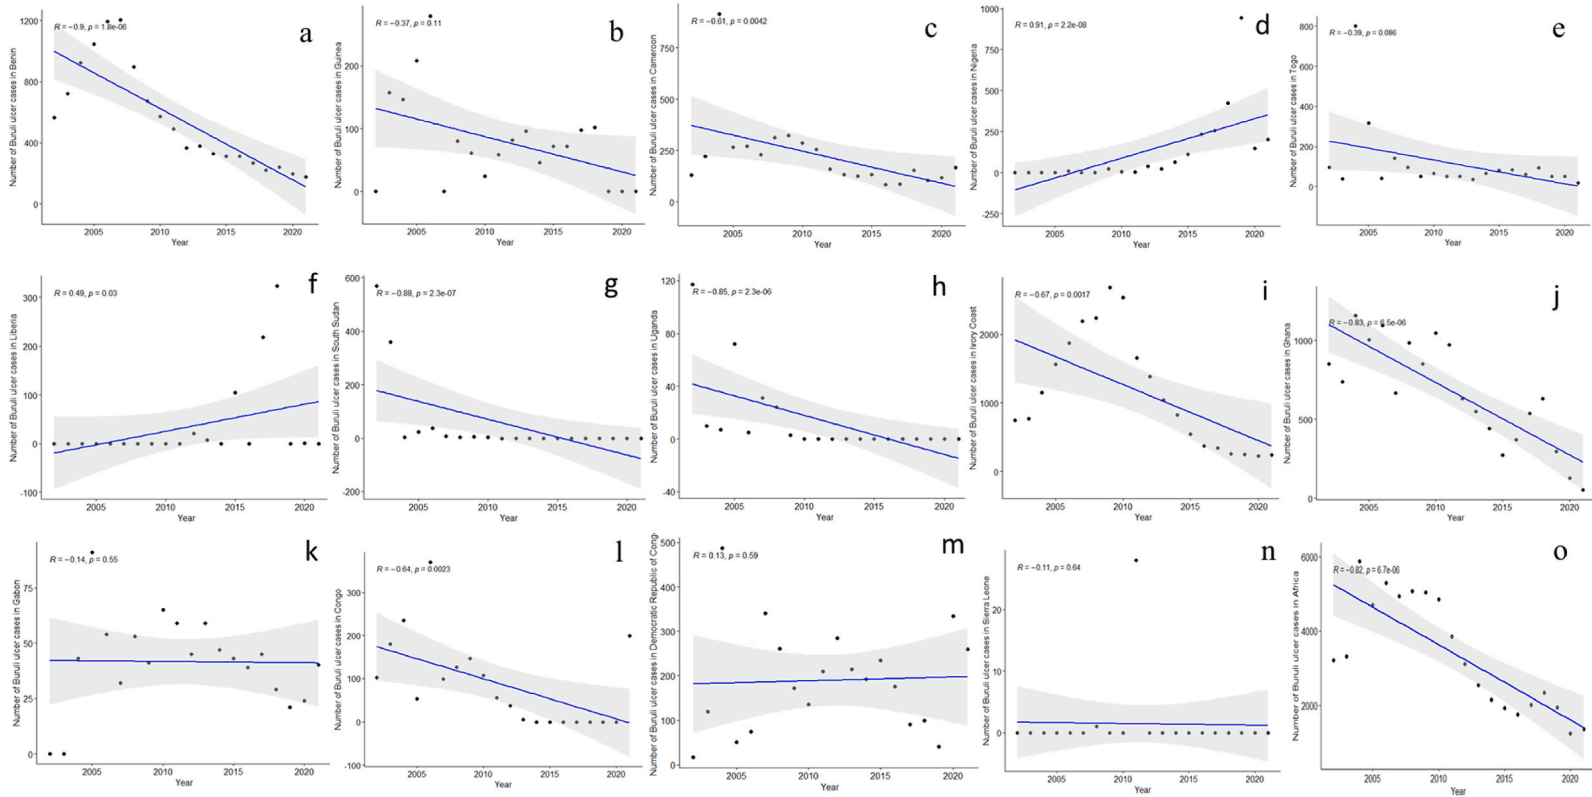 R = −0.9, p = 1.8e-06
a
Number of Buruli ulcer cases in Benin
1200
800
400
0
2005 2010 2015 2020
Year
R = −0.37, p = 0.11
b
Number of Buruli ulcer cases in Guinea
200
100
0
2005 2010 2015 2020
Year
R = −0.61, p = 0.0042
c
Number of Buruli ulcer cases in Cameroon
750
500
250
0
2005 2010 2015 2020
Year
R = 0.91, p = 2.2e-08
d
Number of Buruli ulcer cases in Nigeria
1000
750
500
250
0
-250
2005 2010 2015 2020
Year
R = −0.39, p = 0.086
e
Number of Buruli ulcer cases in Togo
800
600
400
200
0
2005 2010 2015 2020
Year
R = 0.49, p = 0.03
f
Number of Buruli ulcer cases in Liberia
300
200
100
0
-100
2005 2010 2015 2020
Year
R = −0.88, p = 2.3e-07
g
Number of Buruli ulcer cases in South Sudan
600
400
200
0
-200
2005 2010 2015 2020
Year
R = −0.85, p = 2.3e-06
h
Number of Buruli ulcer cases in Uganda
120
80
40
0
-40
2005 2010 2015 2020
Year
R = −0.67, p = 0.0017
i
Number of Buruli ulcer cases in Ivory Coast
2000
1000
0
2005 2010 2015 2020
Year
R = −0.83, p = 6.5e-06
j
Number of Buruli ulcer cases in Ghana
1000
500
0
2005 2010 2015 2020
Year
R = −0.14, p = 0.55
k
Number of Buruli ulcer cases in Gabon
75
50
25
0
2005 2010 2015 2020
Year
R = −0.64, p = 0.0023
l
Number of Buruli ulcer cases in Congo
300
200
100
0
-100
2005 2010 2015 2020
Year
R = 0.13, p = 0.59
m
Number of Buruli ulcer cases in Democratic Republic of Cong
500
400
300
200
100
0
2005 2010 2015 2020
Year
R = −0.11, p = 0.64
n
Number of Buruli ulcer cases in Sierra Leone
20
10
0
2005 2010 2015 2020
Year
R = −0.82, p = 6.7e-06
o
Number of Buruli ulcer cases in Africa
6000
4000
2000
2005 2010 2015 2020
Year